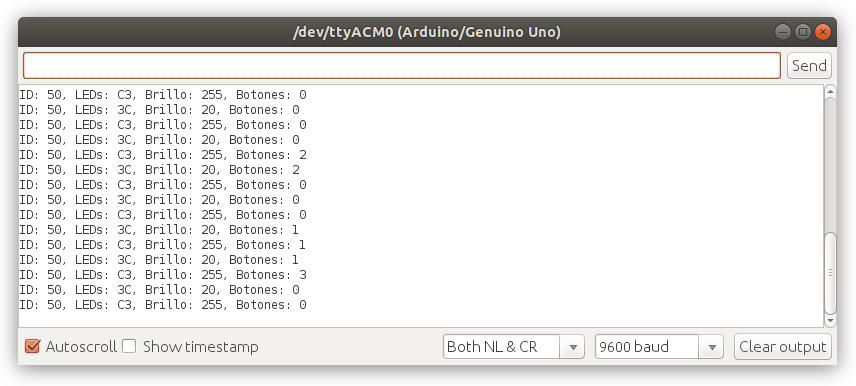 /dev/ttyACM0 (Arduino/Genuino Uno)
Send
ID: 50, LEDs: C3, Brillo: 255, Botones: 0
ID: 50, LEDs: 3C, Brillo: 20, Botones: 0
ID: 50, LEDs: C3, Brillo: 255, Botones: 0
ID: 50, LEDs: 3C, Brillo: 20, Botones: 0
ID: 50, LEDs: C3, Brillo: 255, Botones: 2
ID: 50, LEDs: 3C, Brillo: 20, Botones: 2
ID: 50, LEDs: C3, Brillo: 255, Botones: 0
ID: 50, LEDs: 3C, Brillo: 20, Botones: 0
ID: 50, LEDs: C3, Brillo: 255, Botones: 0
ID: 50, LEDs: 3C, Brillo: 20, Botones: 1
ID: 50, LEDs: C3, Brillo: 255, Botones: 1
ID: 50, LEDs: 3C, Brillo: 20, Botones: 1
ID: 50, LEDs: C3, Brillo: 255, Botones: 3
ID: 50, LEDs: 3C, Brillo: 20, Botones: 0
ID: 50, LEDs: C3, Brillo: 255, Botones: 0
Autoscroll Show timestamp Both NL & CR 9600 baud Clear output